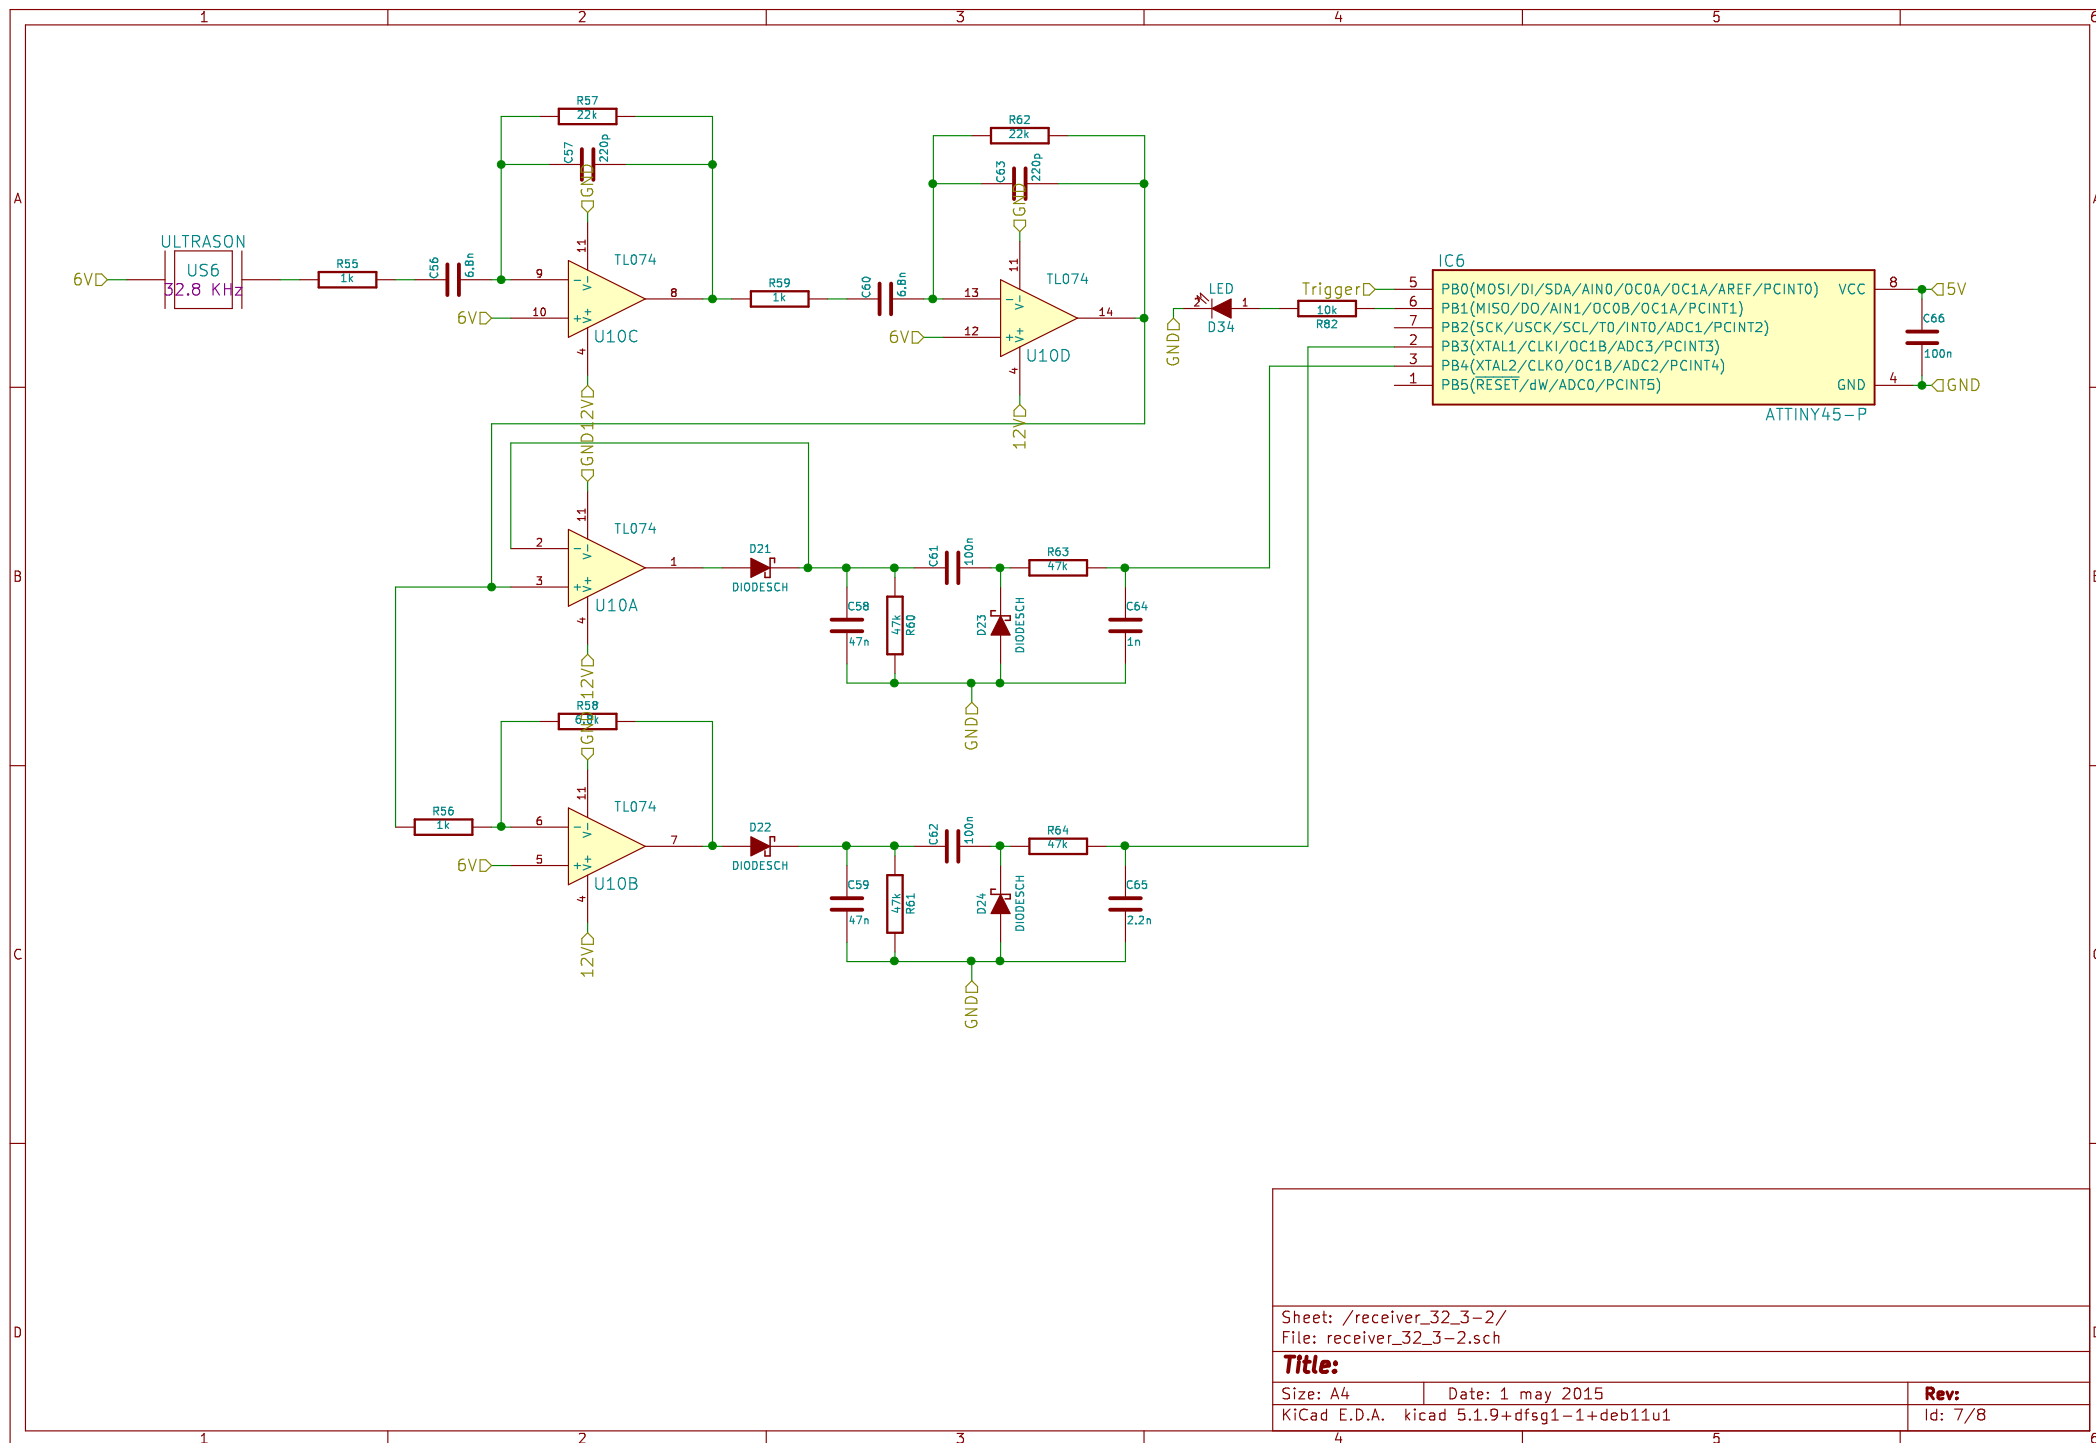 1 2 3 4 5 6
A
B
C
D
R57
22k
C57
220p
GND
R62
22k
C63
220p
GND
ULTRASON
US6
32.8 KHz
6V
R55
1k
C56
6.8n
9
10
11
4
8
- V-
+ V+
TL074
U10C
6V
12V
R59
1k
C60
6.8n
13
12
11
4
14
- V-
+ V+
TL074
U10D
6V
12V
LED
2
1
D34
GND
R82
10k
Trigger
IC6
5 PB0(MOSI/DI/SDA/AIN0/OC0A/OC1A/AREF/PCINT0) VCC 8
6 PB1(MISO/DO/AIN1/OC0B/OC1A/PCINT1)
7 PB2(SCK/USCK/SCL/T0/INT0/ADC1/PCINT2)
2 PB3(XTAL1/CLKI/OC1B/ADC3/PCINT3)
3 PB4(XTAL2/CLKO/OC1B/ADC2/PCINT4)
1 PB5(RESET/dW/ADC0/PCINT5) GND 4
ATTINY45-P
5V
C66
100n
GND
GND
2
3
11
4
1
- V-
+ V+
TL074
U10A
12V
D21
DIODESCH
C58
47n
47k
R60
C61
100n
D23
DIODESCH
R63
47k
C64
1n
GND
R58
GND
R56
1k
6
5
11
4
7
- V-
+ V+
TL074
U10B
6V
12V
D22
DIODESCH
C59
47n
47k
R61
C62
100n
D24
DIODESCH
R64
47k
C65
2.2n
GND
Sheet: /receiver_32_3-2/
File: receiver_32_3-2.sch
Title:
Size: A4 Date: 1 may 2015 Rev:
KiCad E.D.A. kicad 5.1.9+dfsg1-1+deb11u1 Id: 7/8
1 2 3 4 5 6